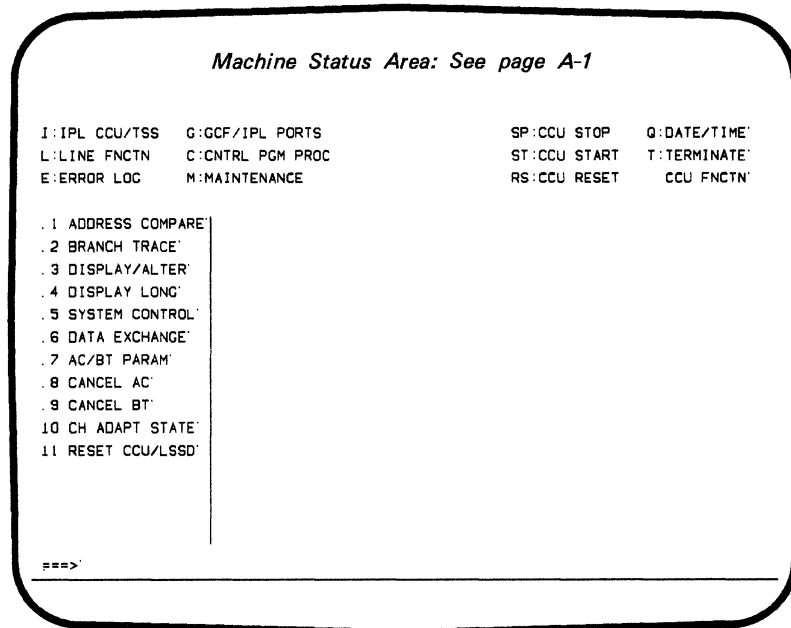 Machine Status Area: See page A-1
I:IPL CCU/TSS G:GCF/IPL PORTS SP:CCU STOP Q:DATE/TIME
L:LINE FNCTN C:CNTRL PGM PROC ST:CCU START T:TERMINATE
E:ERROR LOG M:MAINTENANCE RS:CCU RESET CCU FNCTN
. 1 ADDRESS COMPARE
. 2 BRANCH TRACE
. 3 DISPLAY/ALTER
. 4 DISPLAY LONG
. 5 SYSTEM CONTROL
. 6 DATA EXCHANGE
. 7 AC/BT PARAM
. 8 CANCEL AC
. 9 CANCEL BT
10 CH ADAPT STATE
11 RESET CCU/LSSD
===>